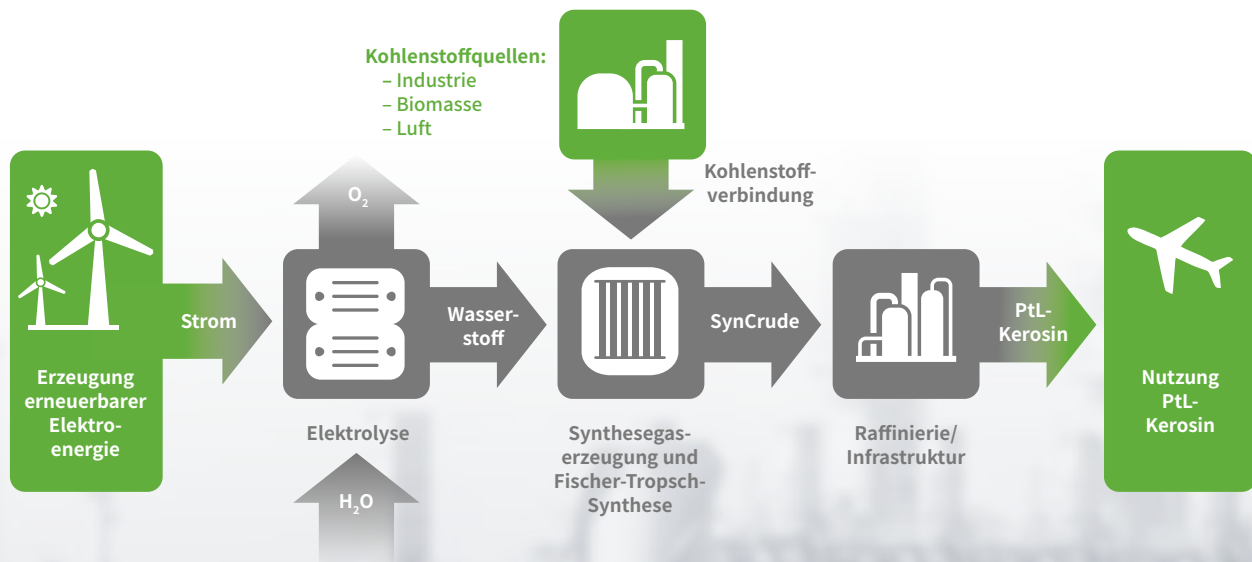 Kohlenstoffquellen:
– Industrie
– Biomasse
– Luft
Kohlenstoff-
verbindung
O₂
Strom
Wasser-
stoff
SynCrude
PtL-
Kerosin
Erzeugung
erneuerbarer
Elektro-
energie
Elektrolyse
H₂O
Synthesegas-
erzeugung und
Fischer-Tropsch-
Synthese
Raffinierie/
Infrastruktur
Nutzung
PtL-
Kerosin